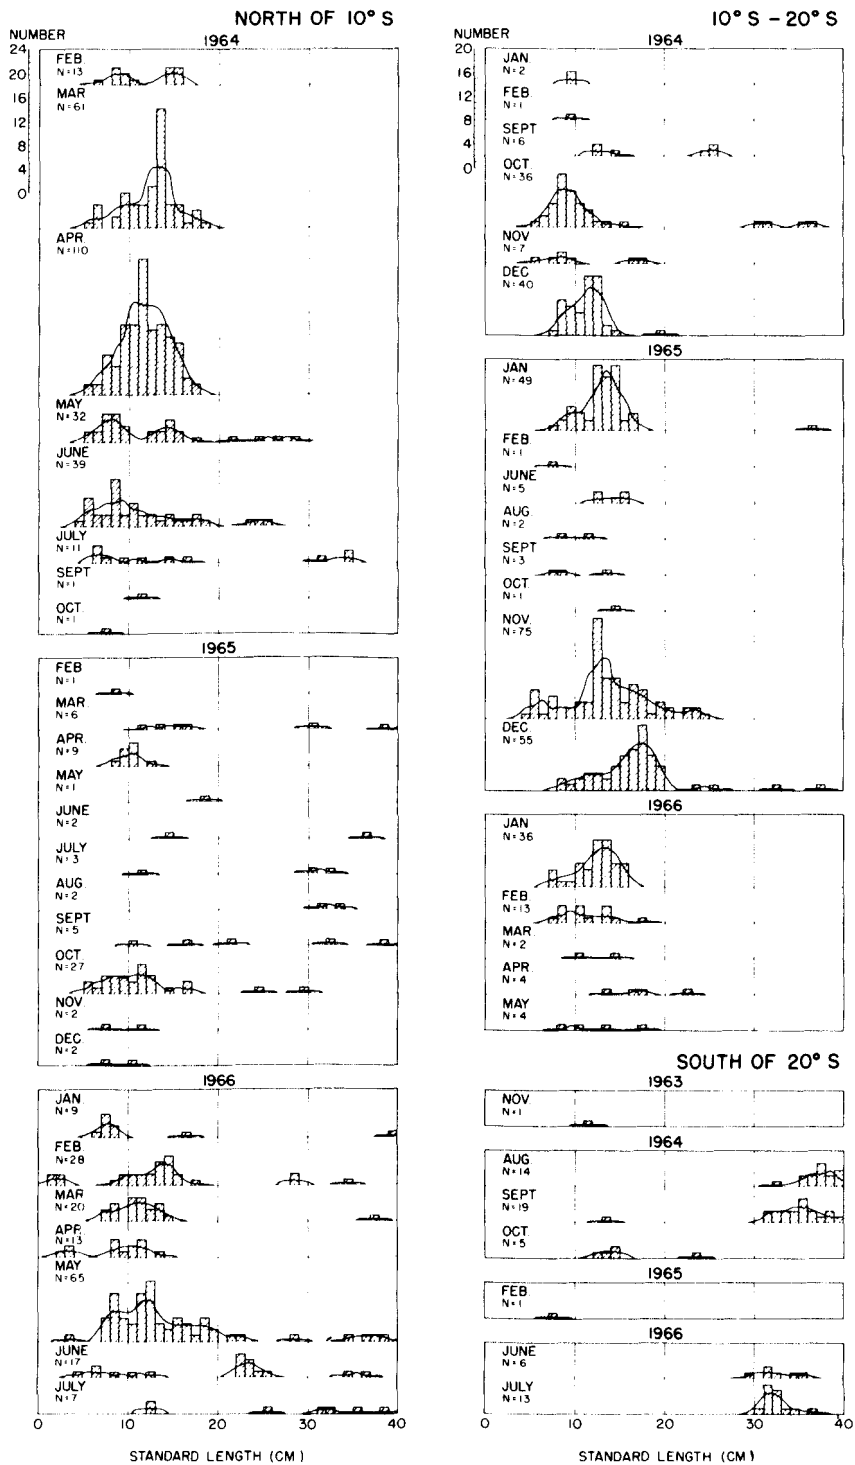 NORTH OF 10° S
NUMBER
1964
24
20
16
12
8
4
0
FEB.
N=13
MAR
N=61
APR.
N=110
MAY
N=32
JUNE
N=39
JULY
N=11
SEPT
N=1
OCT.
N=1
1965
FEB
N=1
MAR.
N=6
APR.
N=9
MAY
N=1
JUNE
N=2
JULY
N=3
AUG.
N=2
SEPT
N=5
OCT.
N=27
NOV.
N=2
DEC.
N=2
1966
JAN.
N=9
FEB.
N=28
MAR
N=20
APR.
N=13
MAY
N=65
JUNE
N=17
JULY
N=7
0 10 20 30 40
STANDARD LENGTH (CM)
10° S – 20° S
NUMBER
1964
20
16
12
8
4
0
JAN.
N=2
FEB.
N=1
SEPT
N=6
OCT.
N=36
NOV
N=7
DEC
N=40
1965
JAN
N=49
FEB.
N=1
JUNE
N=5
AUG.
N=2
SEPT
N=3
OCT.
N=1
NOV.
N=75
DEC.
N=55
1966
JAN
N=36
FEB.
N=13
MAR.
N=2
APR.
N=4
MAY
N=4
SOUTH OF 20° S
1963
NOV.
N=1
1964
AUG.
N=14
SEPT
N=19
OCT.
N=5
1965
FEB.
N=1
1966
JUNE
N=6
JULY
N=13
0 10 20 30 40
STANDARD LENGTH (CM)